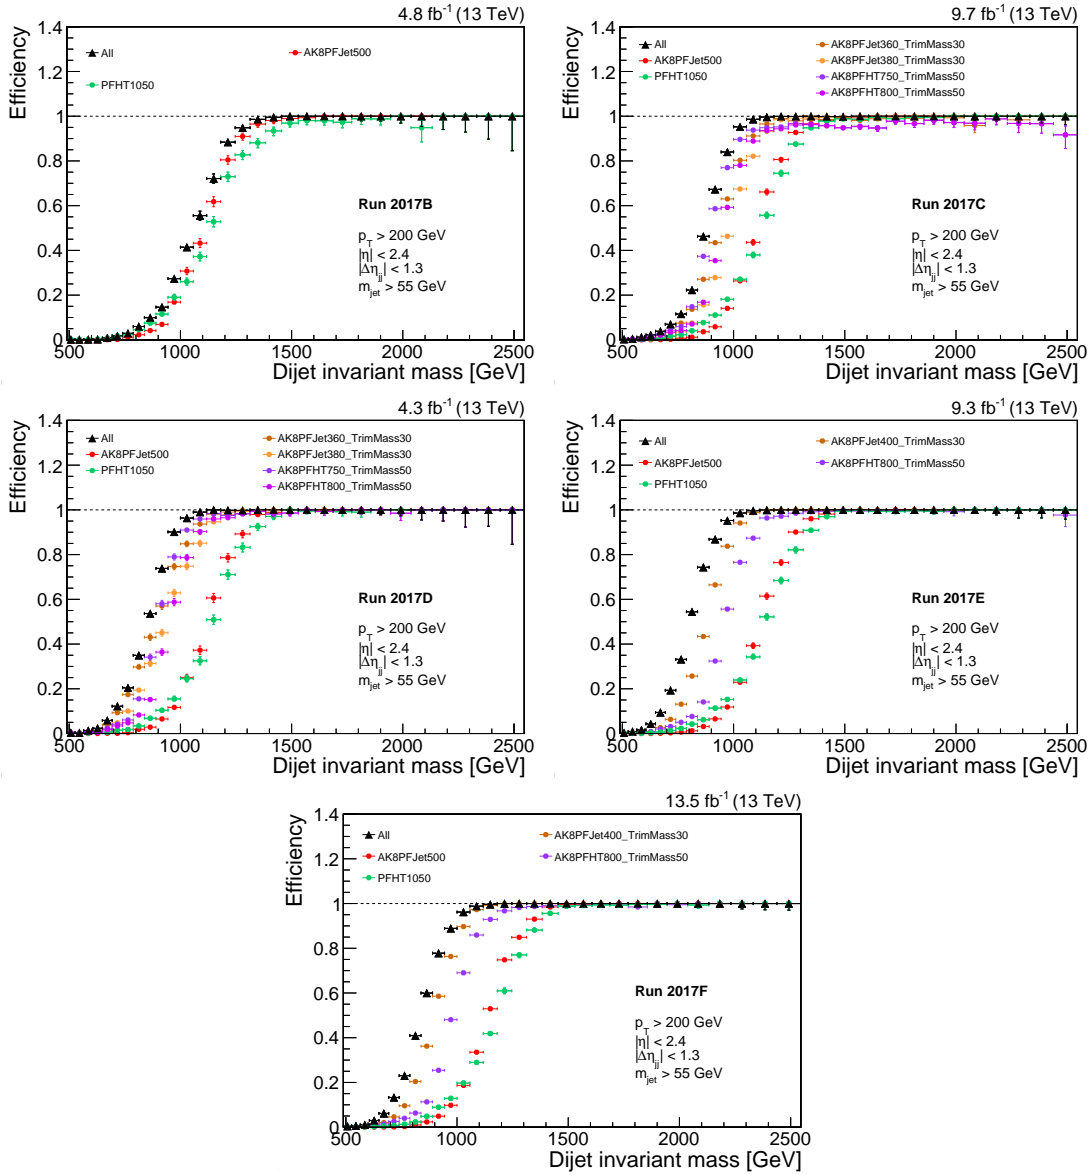 4.8 fb⁻¹ (13 TeV)
Efficiency
1.4
1.2
1
0.8
0.6
0.4
0.2
0
All
AK8PFJet500
PFHT1050
Run 2017B
p_T > 200 GeV
|η| < 2.4
|Δη_jj| < 1.3
m_jet > 55 GeV
500 1000 1500 2000 2500
Dijet invariant mass [GeV]
9.7 fb⁻¹ (13 TeV)
Efficiency
1.4
1.2
1
0.8
0.6
0.4
0.2
0
All
AK8PFJet500
PFHT1050
AK8PFJet360_TrimMass30
AK8PFJet380_TrimMass30
AK8PFHT750_TrimMass50
AK8PFHT800_TrimMass50
Run 2017C
p_T > 200 GeV
|η| < 2.4
|Δη_jj| < 1.3
m_jet > 55 GeV
500 1000 1500 2000 2500
Dijet invariant mass [GeV]
4.3 fb⁻¹ (13 TeV)
Efficiency
1.4
1.2
1
0.8
0.6
0.4
0.2
0
All
AK8PFJet500
PFHT1050
AK8PFJet360_TrimMass30
AK8PFJet380_TrimMass30
AK8PFHT750_TrimMass50
AK8PFHT800_TrimMass50
Run 2017D
p_T > 200 GeV
|η| < 2.4
|Δη_jj| < 1.3
m_jet > 55 GeV
500 1000 1500 2000 2500
Dijet invariant mass [GeV]
9.3 fb⁻¹ (13 TeV)
Efficiency
1.4
1.2
1
0.8
0.6
0.4
0.2
0
All
AK8PFJet500
PFHT1050
AK8PFJet400_TrimMass30
AK8PFHT800_TrimMass50
Run 2017E
p_T > 200 GeV
|η| < 2.4
|Δη_jj| < 1.3
m_jet > 55 GeV
500 1000 1500 2000 2500
Dijet invariant mass [GeV]
13.5 fb⁻¹ (13 TeV)
Efficiency
1.4
1.2
1
0.8
0.6
0.4
0.2
0
All
AK8PFJet500
PFHT1050
AK8PFJet400_TrimMass30
AK8PFHT800_TrimMass50
Run 2017F
p_T > 200 GeV
|η| < 2.4
|Δη_jj| < 1.3
m_jet > 55 GeV
500 1000 1500 2000 2500
Dijet invariant mass [GeV]